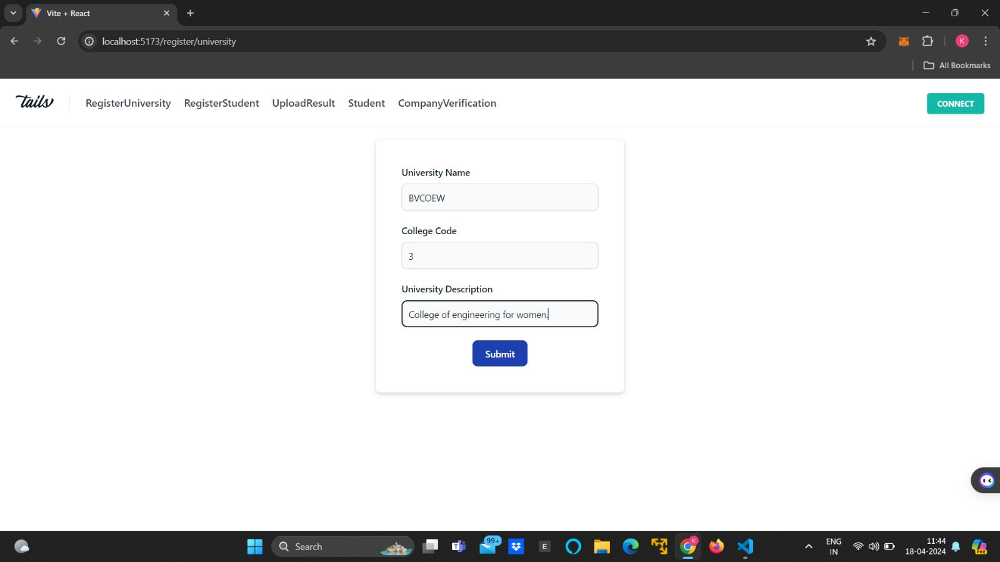 Vite + React
localhost:5173/register/university
K
All Bookmarks
tails
RegisterUniversity RegisterStudent UploadResult Student CompanyVerification
CONNECT
University Name
BVCOEW
College Code
3
University Description
College of engineering for women.
Submit
Search
99+
E
K
ENG
IN
11:44
18-04-2024
PRE